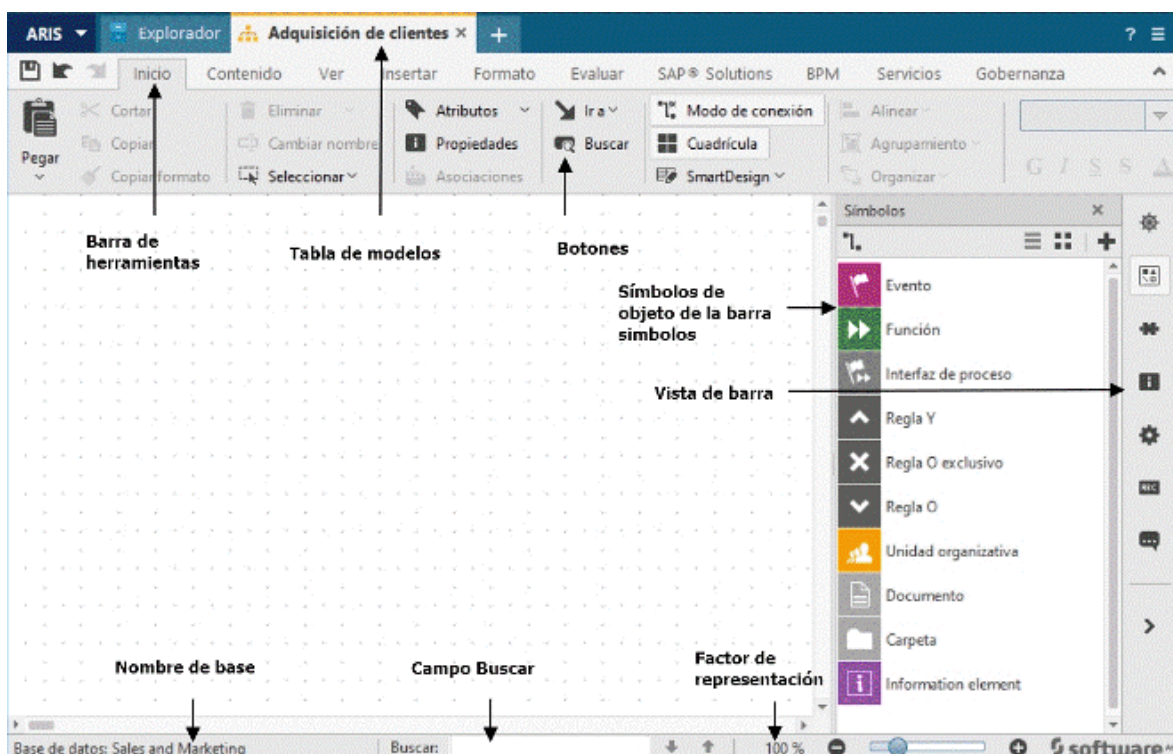 ARIS Explorador Adquisición de clientes × + ?
Inicio Contenido Ver Insertar Formato Evaluar SAP® Solutions BPM Servicios Gobernanza
Pegar
Cortar
Copiar
Copiar formato
Eliminar
Cambiar nombre
Seleccionar
Atributos
Propiedades
Asociaciones
Ir a
Buscar
Modo de conexión
Cuadrícula
SmartDesign
Alinear
Agrupamiento
Organizar
G I S S A
Barra de
herramientas
Tabla de modelos
Botones
Símbolos de
objeto de la barra
simbolos
Vista de barra
Símbolos ×
Evento
Función
Interfaz de proceso
Regla Y
Regla O exclusivo
Regla O
Unidad organizativa
Documento
Carpeta
Information element
REC
Nombre de base
Campo Buscar
Factor de
representación
Base de datos: Sales and Marketing Buscar: 100 % software